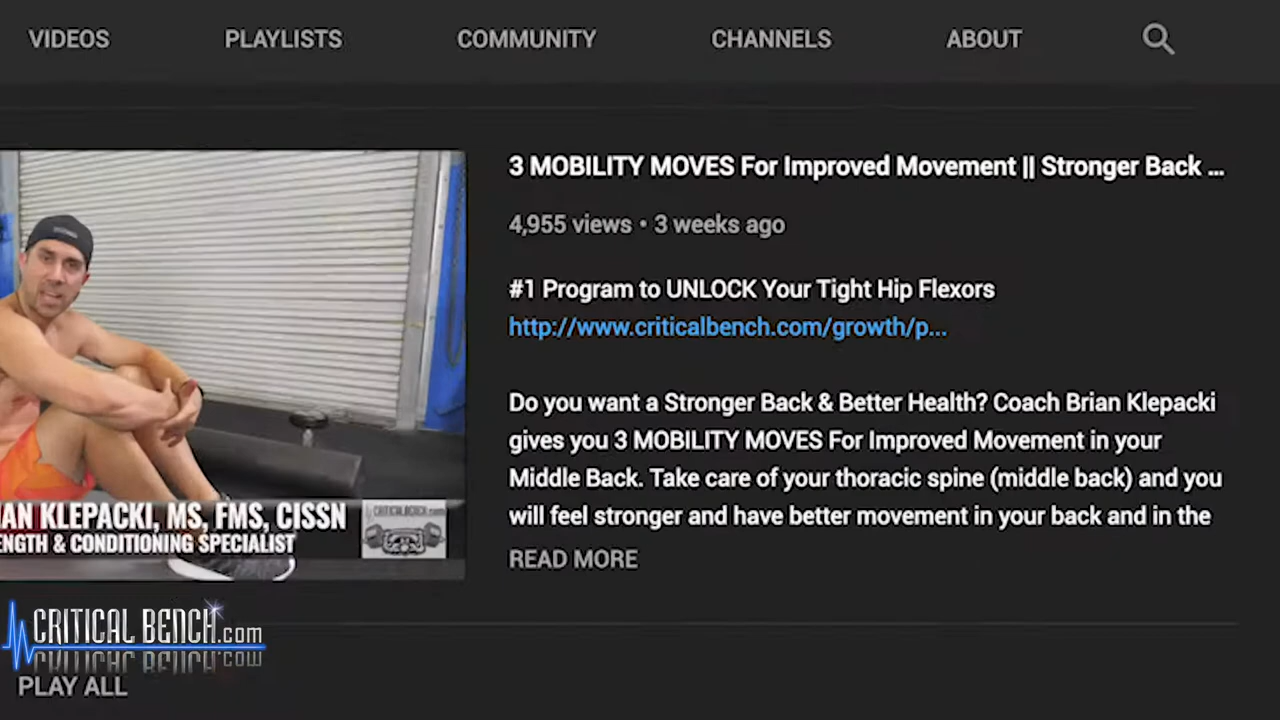 VIDEOS PLAYLISTS COMMUNITY CHANNELS ABOUT
3 MOBILITY MOVES For Improved Movement || Stronger Back ...
4,955 views • 3 weeks ago
#1 Program to UNLOCK Your Tight Hip Flexors
http://www.criticalbench.com/growth/p...
Do you want a Stronger Back & Better Health? Coach Brian Klepacki
gives you 3 MOBILITY MOVES For Improved Movement in your
Middle Back. Take care of your thoracic spine (middle back) and you
will feel stronger and have better movement in your back and in the
READ MORE
IAN KLEPACKI, MS, FMS, CISSN
ENGTH & CONDITIONING SPECIALIST
CRITICALBENCH.com
CRITICAL BENCH.com
PLAY ALL